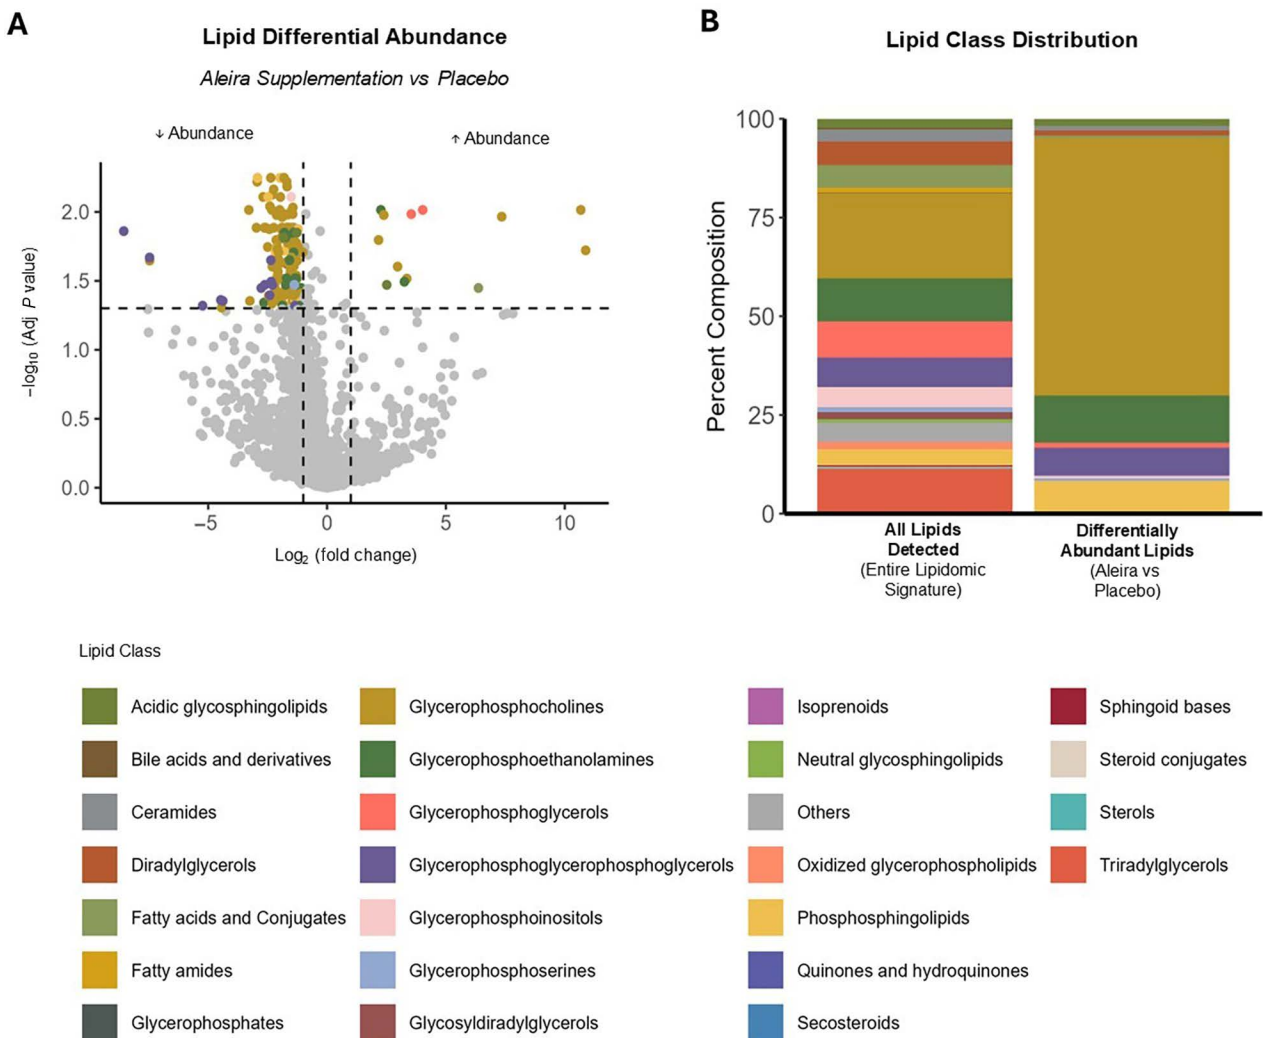 A
Lipid Differential Abundance
Aleira Supplementation vs Placebo
↓ Abundance
↑ Abundance
−log₁₀ (Adj P value)
2.0
1.5
1.0
0.5
0.0
−5
0
5
10
Log₂ (fold change)
B
Lipid Class Distribution
Percent Composition
100
75
50
25
0
All Lipids
Detected
(Entire Lipidomic
Signature)
Differentially
Abundant Lipids
(Aleira vs
Placebo)
Lipid Class
Acidic glycosphingolipids
Bile acids and derivatives
Ceramides
Diradylglycerols
Fatty acids and Conjugates
Fatty amides
Glycerophosphates
Glycerophosphocholines
Glycerophosphoethanolamines
Glycerophosphoglycerols
Glycerophosphoglycerophosphoglycerols
Glycerophosphoinositols
Glycerophosphoserines
Glycosyldiradylglycerols
Isoprenoids
Neutral glycosphingolipids
Others
Oxidized glycerophospholipids
Phosphosphingolipids
Quinones and hydroquinones
Secosteroids
Sphingoid bases
Steroid conjugates
Sterols
Triradylglycerols